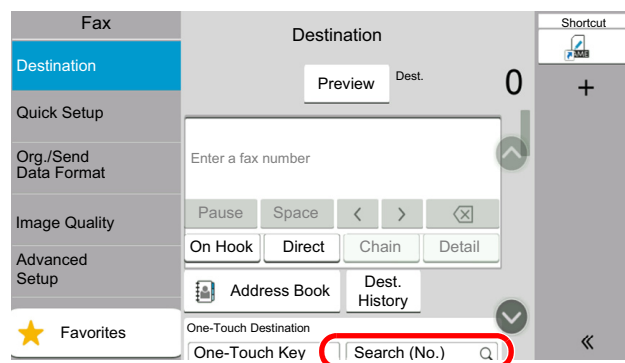 Fax
Destination
Quick Setup
Org./Send
Data Format
Image Quality
Advanced
Setup
Favorites
Destination
Preview
Dest.
0
Enter a fax number
Pause
Space
On Hook
Direct
Chain
Detail
Address Book
Dest.
History
One-Touch Destination
One-Touch Key
Search (No.)
Shortcut
+
«